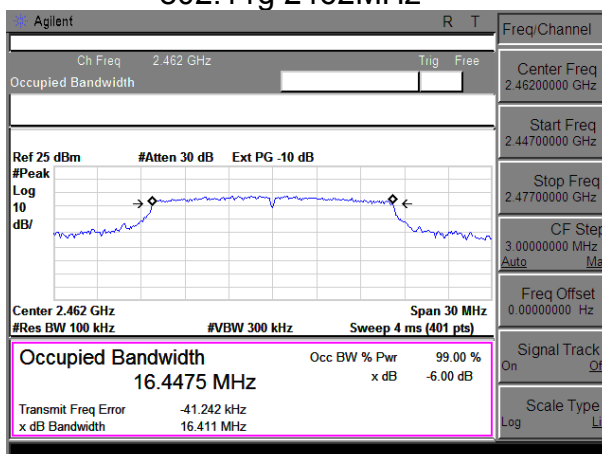 Agilent R T
Freq/Channel
Ch Freq 2.462 GHz Trig Free
Occupied Bandwidth
Center Freq
2.46200000 GHz
Start Freq
2.44700000 GHz
Ref 25 dBm #Atten 30 dB Ext PG -10 dB
#Peak
Log
10
dB/
Stop Freq
2.47700000 GHz
CF Step
3.00000000 MHz
Auto Ma
Freq Offset
0.00000000 Hz
Center 2.462 GHz Span 30 MHz
#Res BW 100 kHz #VBW 300 kHz Sweep 4 ms (401 pts)
Occupied Bandwidth
16.4475 MHz
Occ BW % Pwr 99.00 %
x dB -6.00 dB
Transmit Freq Error -41.242 kHz
x dB Bandwidth 16.411 MHz
Signal Track
On Of
Scale Type
Log Li